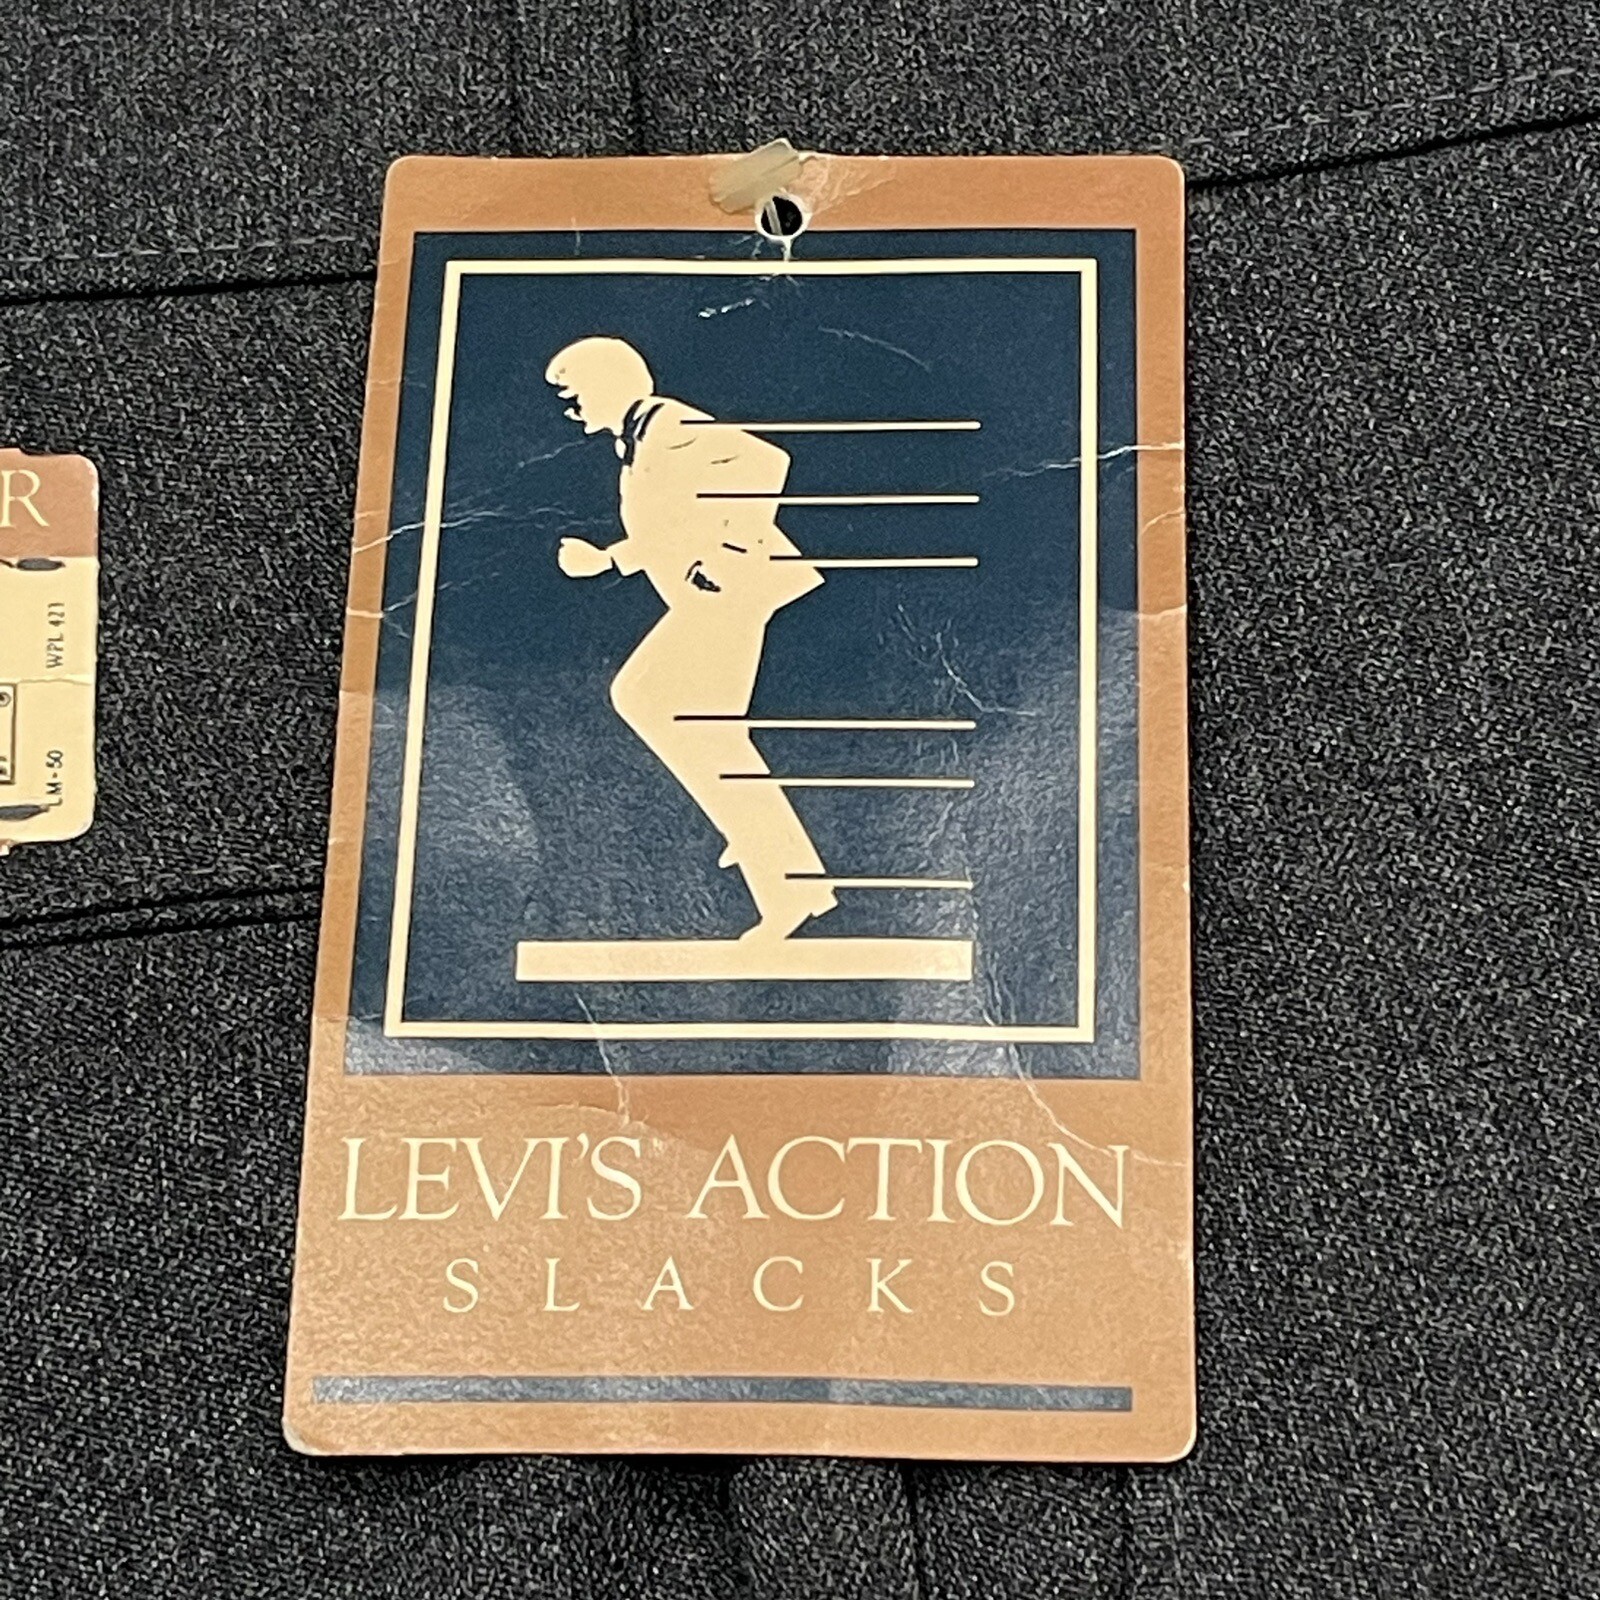 R
WPL 421
LM-50
LEVI'S ACTION
SLACKS